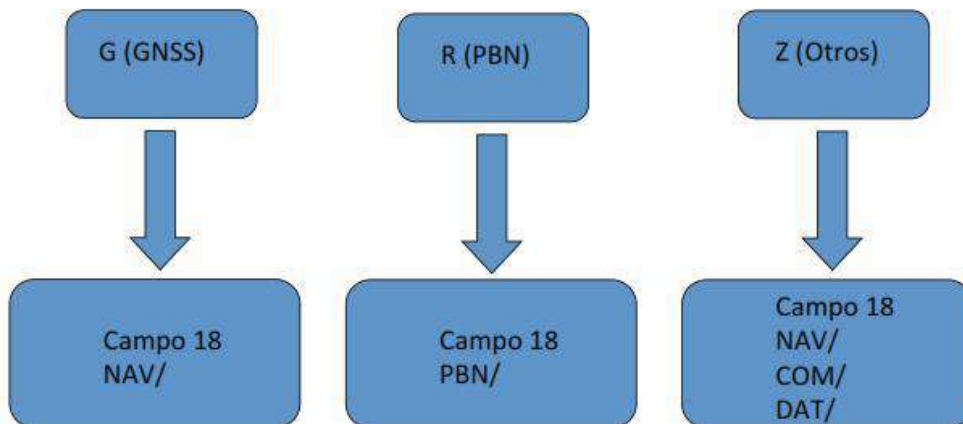 G (GNSS)
R (PBN)
Z (Otros)
Campo 18
NAV/
Campo 18
PBN/
Campo 18
NAV/
COM/
DAT/